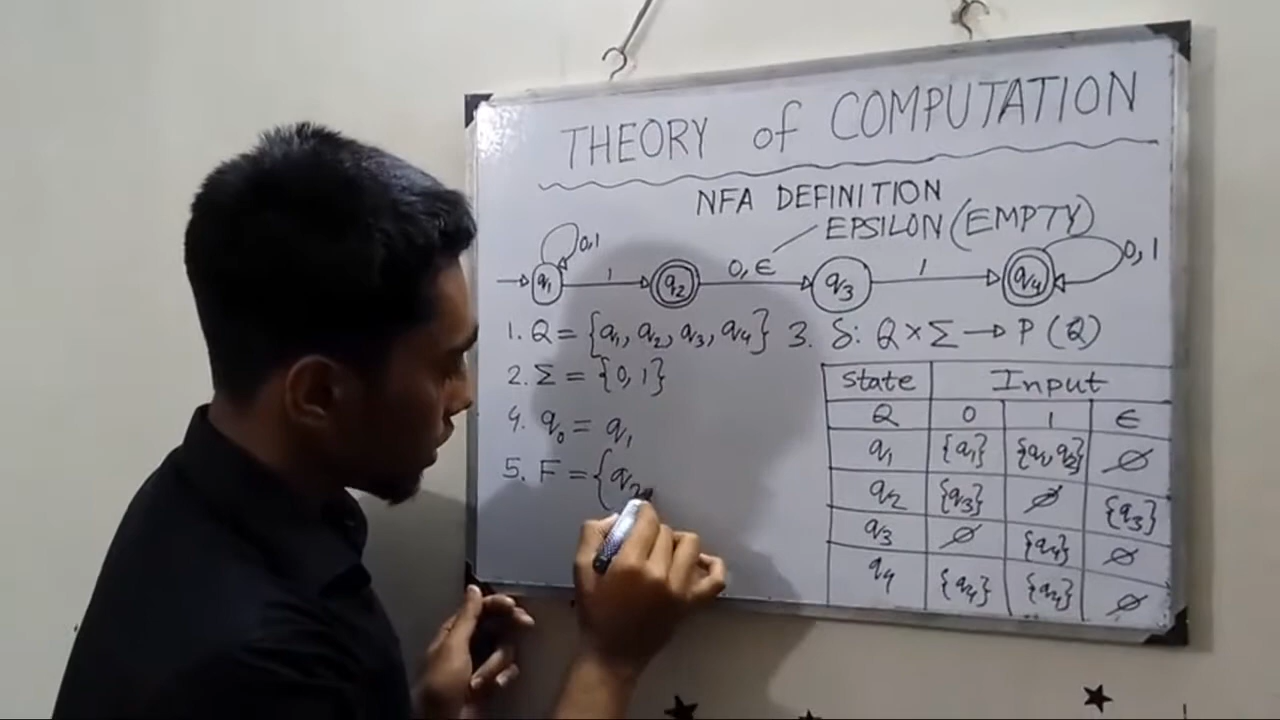 THEORY of COMPUTATION
NFA DEFINITION
EPSILON (EMPTY)
0,1
1
0, ϵ
1
0, 1
q1
q2
q3
q4
1. Q = {q1, q2, q3, q4}
3. δ: Q × Σ → P (Q)
2. Σ = {0, 1}
4. q0 = q1
5. F = {q2
State Input
Q 0 1 ϵ
q1 {q1} {q1, q2} ∅
q2 {q3} ∅ {q3}
q3 ∅ {q4} ∅
q4 {q4} {q4} ∅